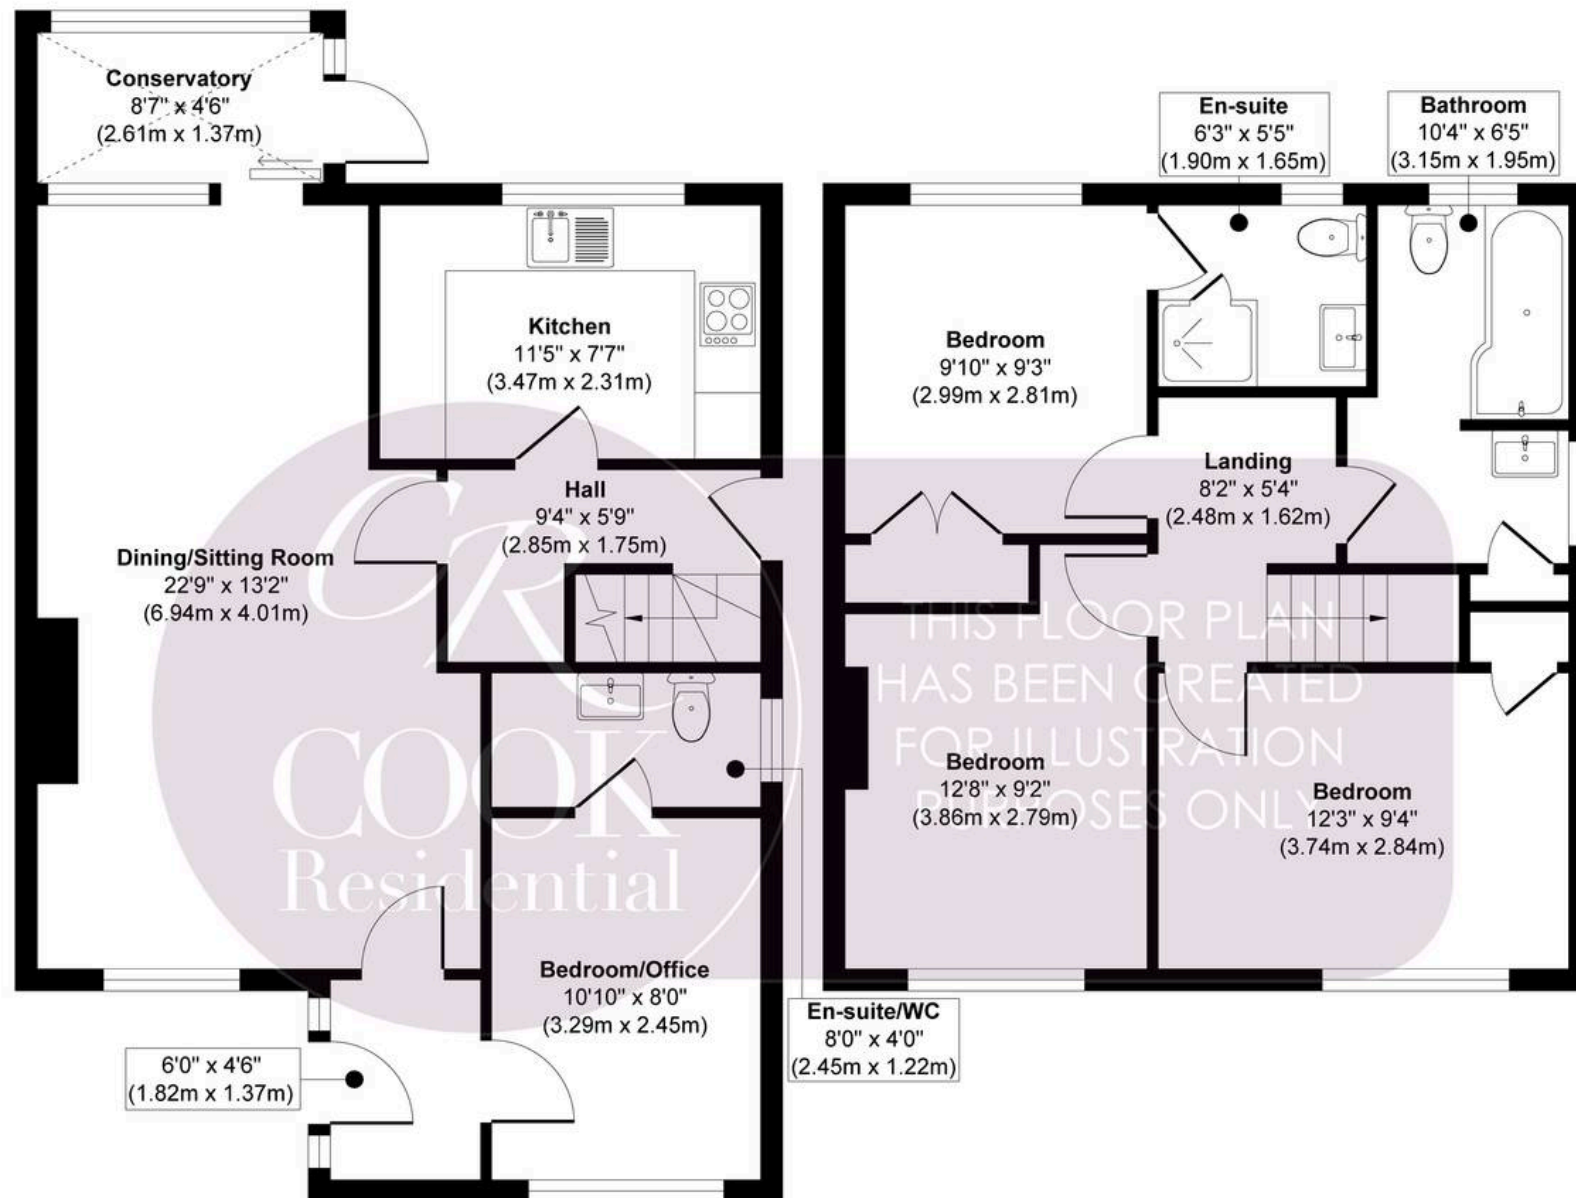 Conservatory
8'7" x 4'6"
(2.61m x 1.37m)
Kitchen
11'5" x 7'7"
(3.47m x 2.31m)
Hall
9'4" x 5'9"
(2.85m x 1.75m)
Dining/Sitting Room
22'9" x 13'2"
(6.94m x 4.01m)
Bedroom/Office
10'10" x 8'0"
(3.29m x 2.45m)
6'0" x 4'6"
(1.82m x 1.37m)
En-suite/WC
8'0" x 4'0"
(2.45m x 1.22m)
En-suite
6'3" x 5'5"
(1.90m x 1.65m)
Bathroom
10'4" x 6'5"
(3.15m x 1.95m)
Bedroom
9'10" x 9'3"
(2.99m x 2.81m)
Landing
8'2" x 5'4"
(2.48m x 1.62m)
Bedroom
12'8" x 9'2"
(3.86m x 2.79m)
Bedroom
12'3" x 9'4"
(3.74m x 2.84m)
CR
COOK
Residential
THIS FLOOR PLAN
HAS BEEN CREATED
FOR ILLUSTRATION
PURPOSES ONLY